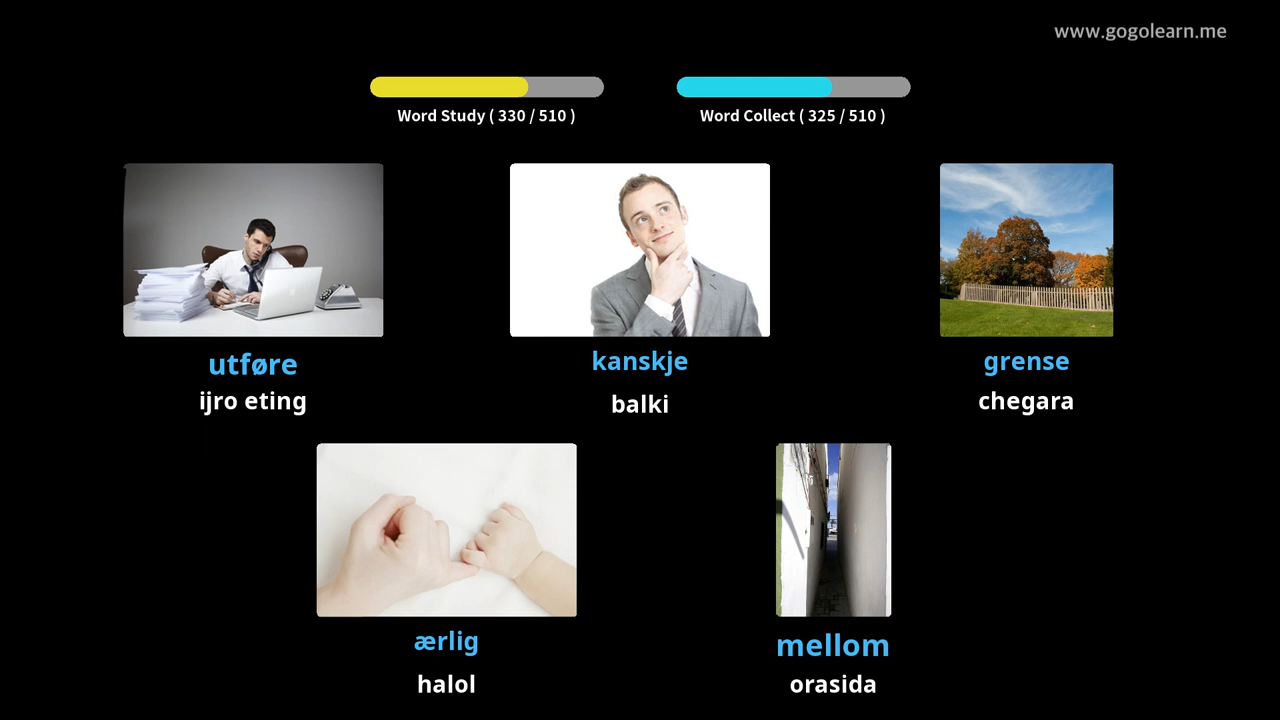 www.gogolearn.me
Word Study ( 330 / 510 )
Word Collect ( 325 / 510 )
utføre
ijro eting
kanskje
balki
grense
chegara
ærlig
halol
mellom
orasida